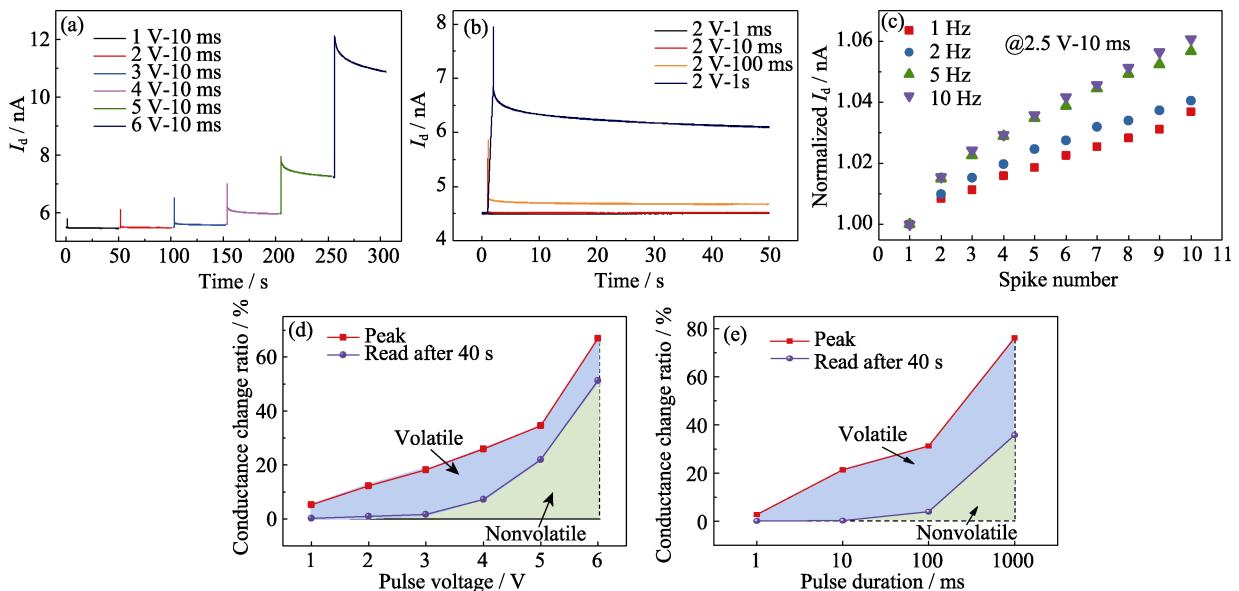 (a)
1 V-10 ms
2 V-10 ms
3 V-10 ms
4 V-10 ms
5 V-10 ms
6 V-10 ms
12
10
8
6
I_d / nA
0 50 100 150 200 250 300
Time / s
(b)
2 V-1 ms
2 V-10 ms
2 V-100 ms
2 V-1s
8
7
6
5
4
I_d / nA
0 10 20 30 40 50
Time / s
(c)
1 Hz
2 Hz
5 Hz
10 Hz
@2.5 V-10 ms
1.06
1.04
1.02
1.00
Normalized I_d / nA
0 1 2 3 4 5 6 7 8 9 10 11
Spike number
(d)
Peak
Read after 40 s
Volatile
Nonvolatile
60
40
20
0
Conductance change ratio / %
1 2 3 4 5 6
Pulse voltage / V
(e)
Peak
Read after 40 s
Volatile
Nonvolatile
80
60
40
20
0
Conductance change ratio / %
1 10 100 1000
Pulse duration / ms